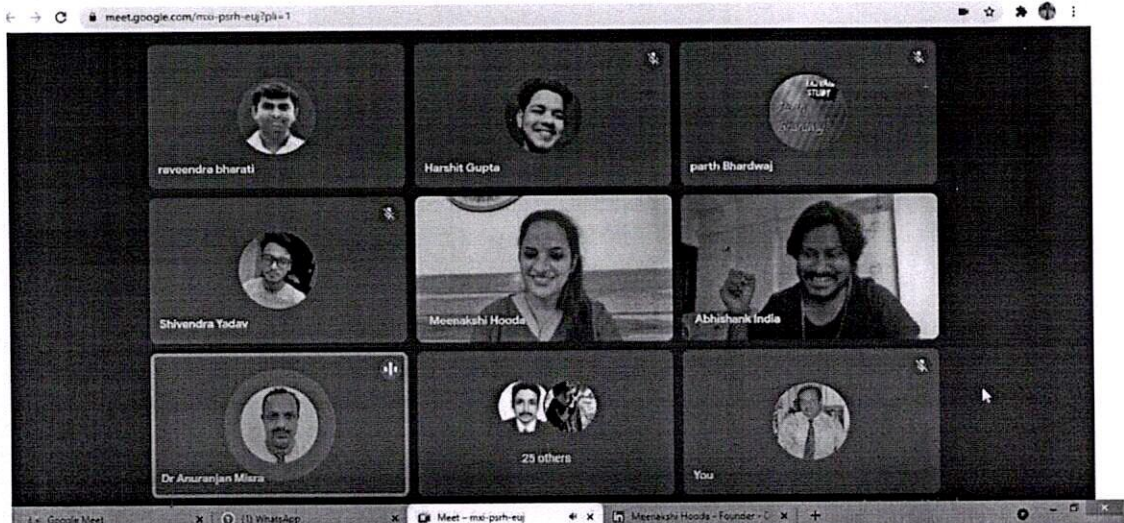 meet.google.com/mxi-psrh-euj?pli=1
raveendra bharati
Harshit Gupta
parth Bhardwaj
STUDY
Shivendra Yadav
Meenakshi Hooda
Abhishank India
Dr Anuranjan Misra
25 others
You
Google Meet
(1) WhatsApp
Meet – mxi-psrh-euj
Meenakshi Hooda - Founder - C